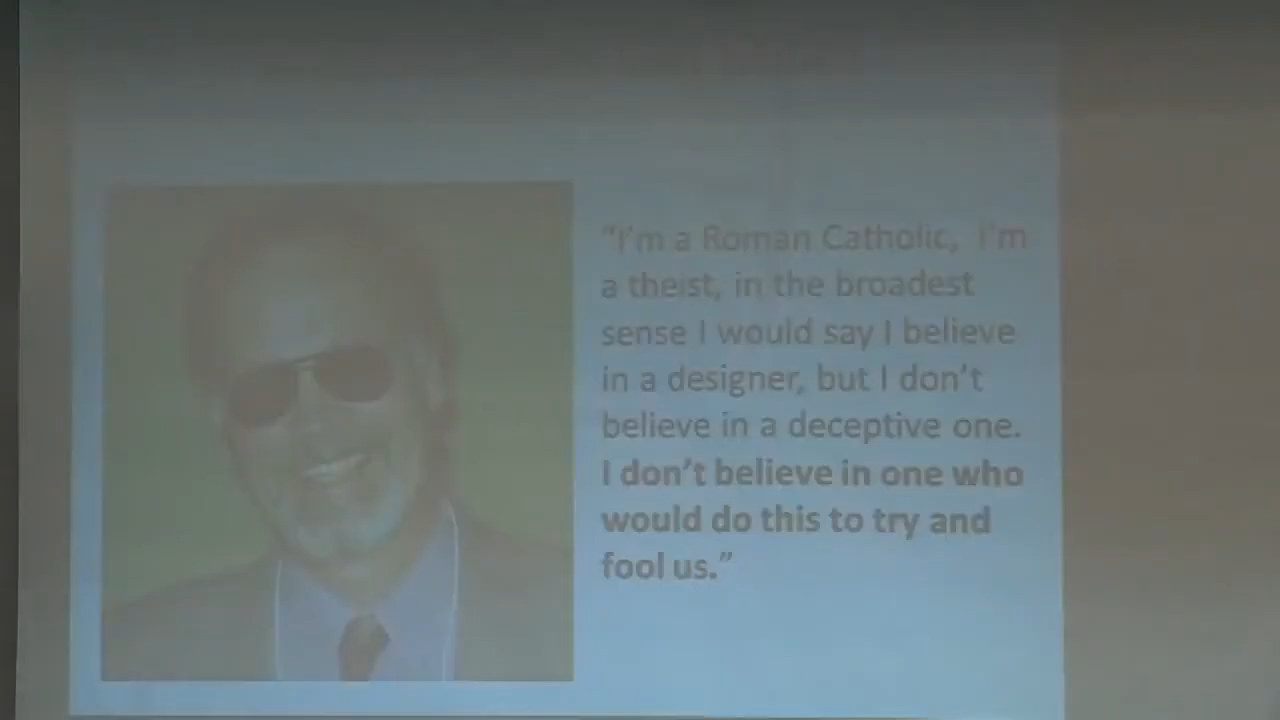 "I'm a Roman Catholic, I'm
a theist, in the broadest
sense I would say I believe
in a designer, but I don't
believe in a deceptive one.
I don't believe in one who
would do this to try and
fool us."